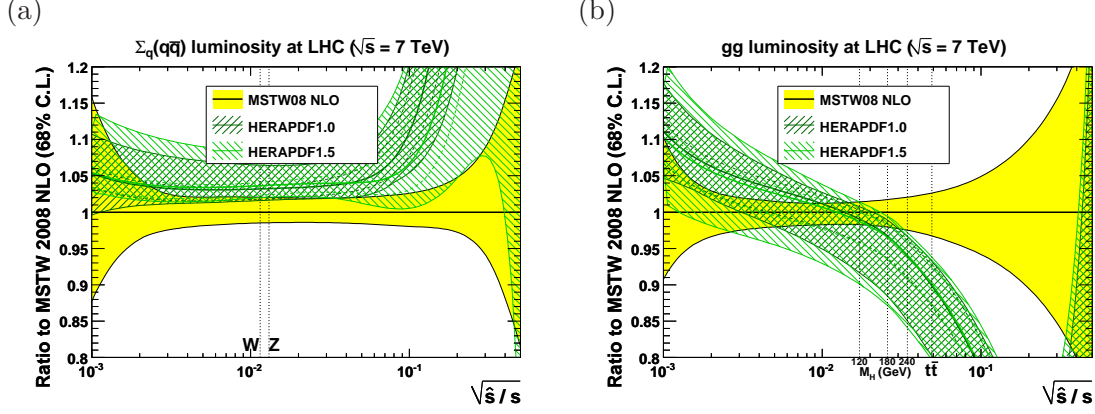 (a)
Σq(qq̅) luminosity at LHC (√s = 7 TeV)
Ratio to MSTW 2008 NLO (68% C.L.)
1.2
1.15
1.1
1.05
1
0.95
0.9
0.85
0.8
MSTW08 NLO
HERAPDF1.0
HERAPDF1.5
W Z
10⁻³ 10⁻² 10⁻¹
√ŝ / s
(b)
gg luminosity at LHC (√s = 7 TeV)
Ratio to MSTW 2008 NLO (68% C.L.)
1.2
1.15
1.1
1.05
1
0.95
0.9
0.85
0.8
MSTW08 NLO
HERAPDF1.0
HERAPDF1.5
120 180 240
M_H (GeV) tt̅
10⁻³ 10⁻² 10⁻¹
√ŝ / s